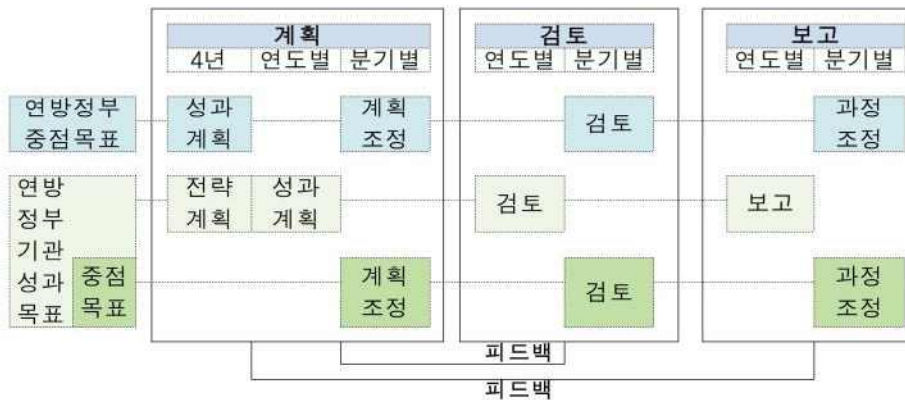 계획
검토
보고
4년 연도별 분기별
연도별 분기별
연도별 분기별
연방정부
중점목표
성과
계획
계획
조정
검토
과정
조정
연방
정부
기관
성과
목표
전략
계획
성과
계획
검토
보고
중점
목표
계획
조정
검토
과정
조정
피드백
피드백